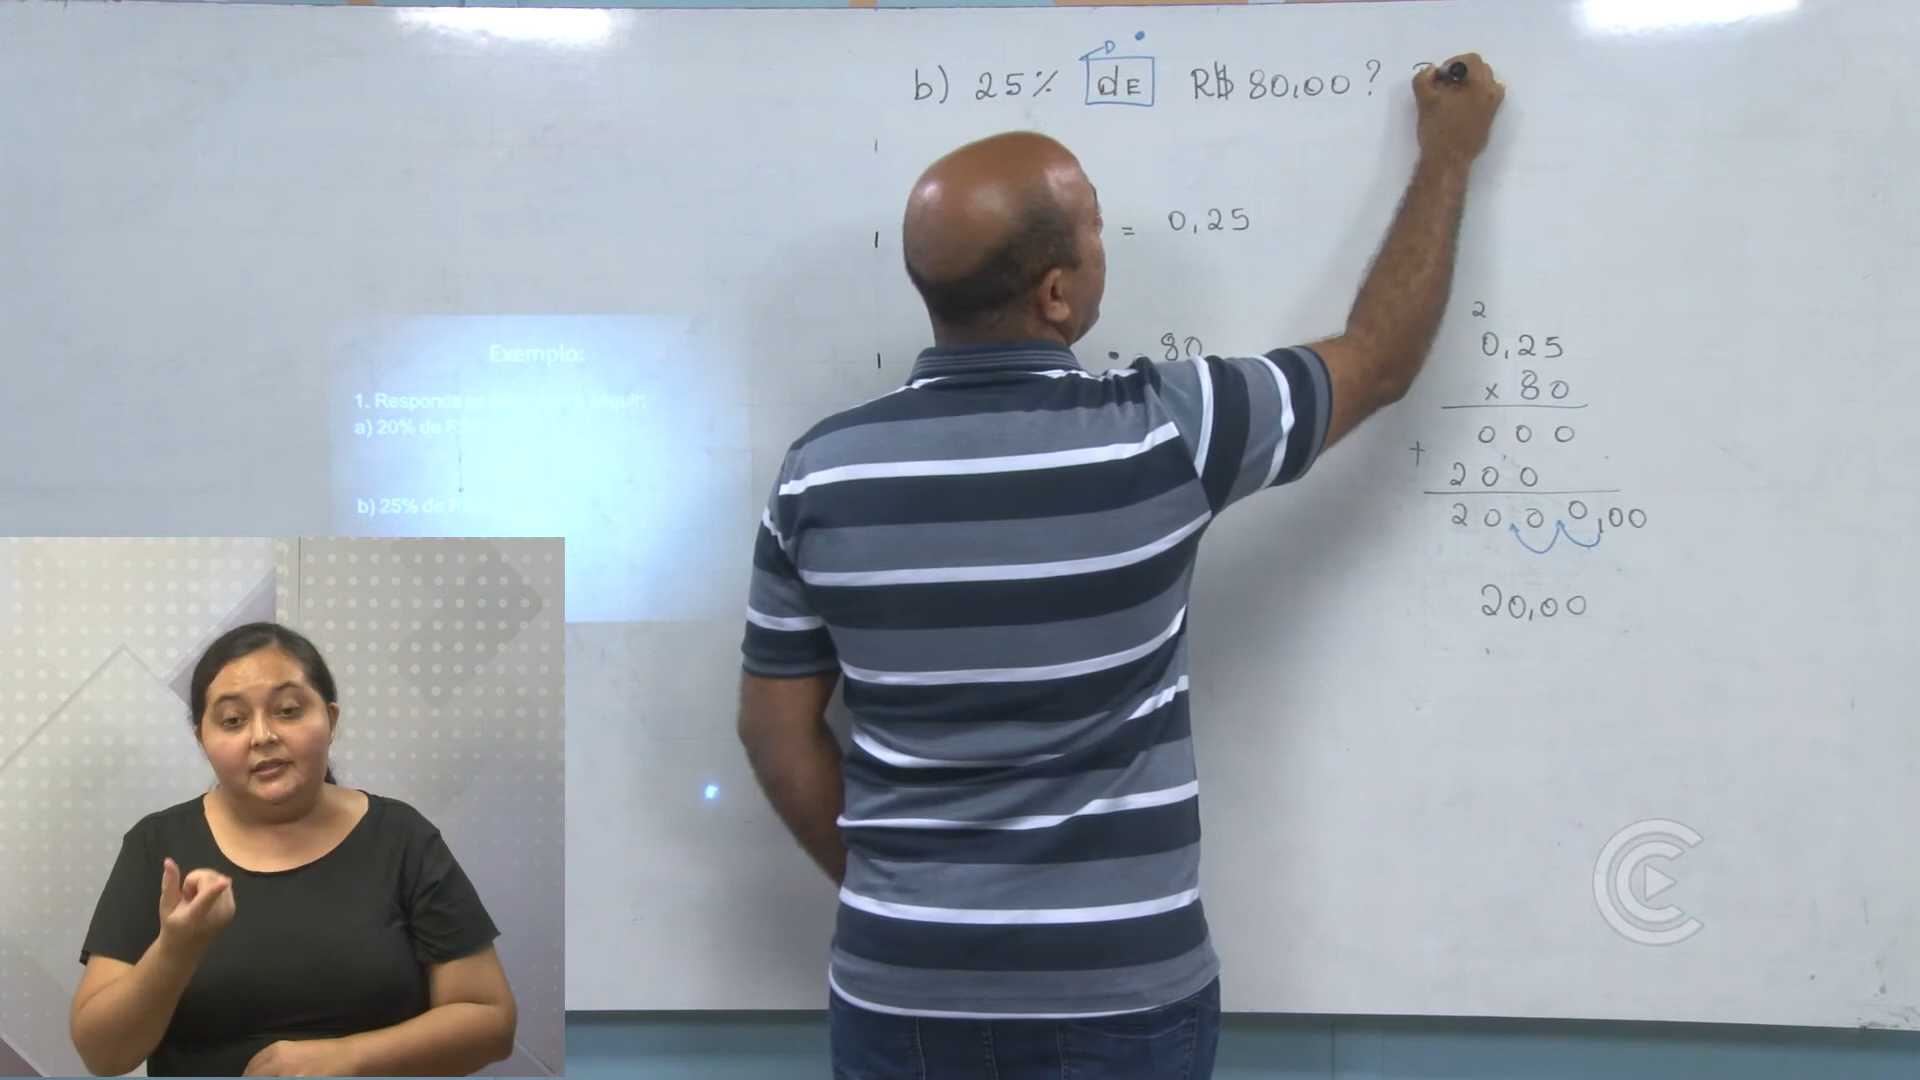 b) 25% dE R$ 80,00?
= 0,25
• 80
2
0,25
x 80
000
+
200
2000,00
20,00
Exemplo:
1. Responda
a) 20% de
b) 25% de